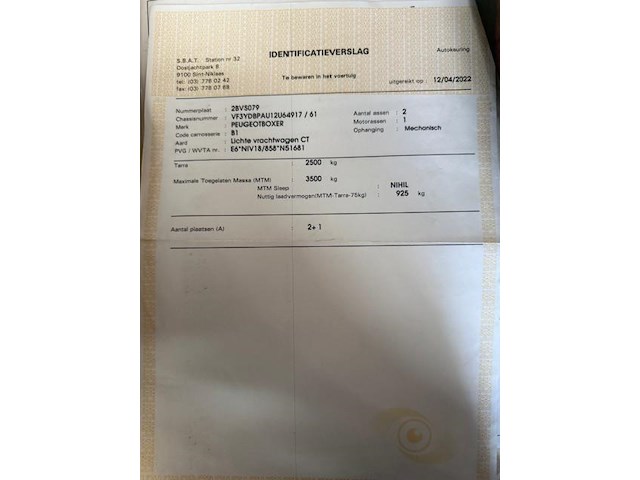 S.B.A.T. Station nr 32
Doeljachtpark 8
9100 Sint-Niklaas
tel: (03) .776 02 42
fax: (03) 778 07 68
IDENTIFICATIEVERSLAG
Te bewaren in het voertuig
Autokeuring
uitgereikt op : 12/04/2022
Nummerplaat : 2BVS079
Chassisnummer : VF3YDBPAU12U64917 / 61
Merk : PEUGEOTBOXER
Code carrosserie : B1
Aard : Lichte vrachtwagen CT
PVG / WVTA nr. : E6*NIV18/858*NS1681
Aantal assen : 2
Motorassen : 1
Ophanging : Mechanisch
Tarra 2500 kg
Maximale Toegelaten Massa (MTM) 3500 kg
MTM Sleep NIHIL
Nuttig laadvermogen(MTM-Tarra-75kg) 925 kg
Aantal plaatsen (A) 2+ 1